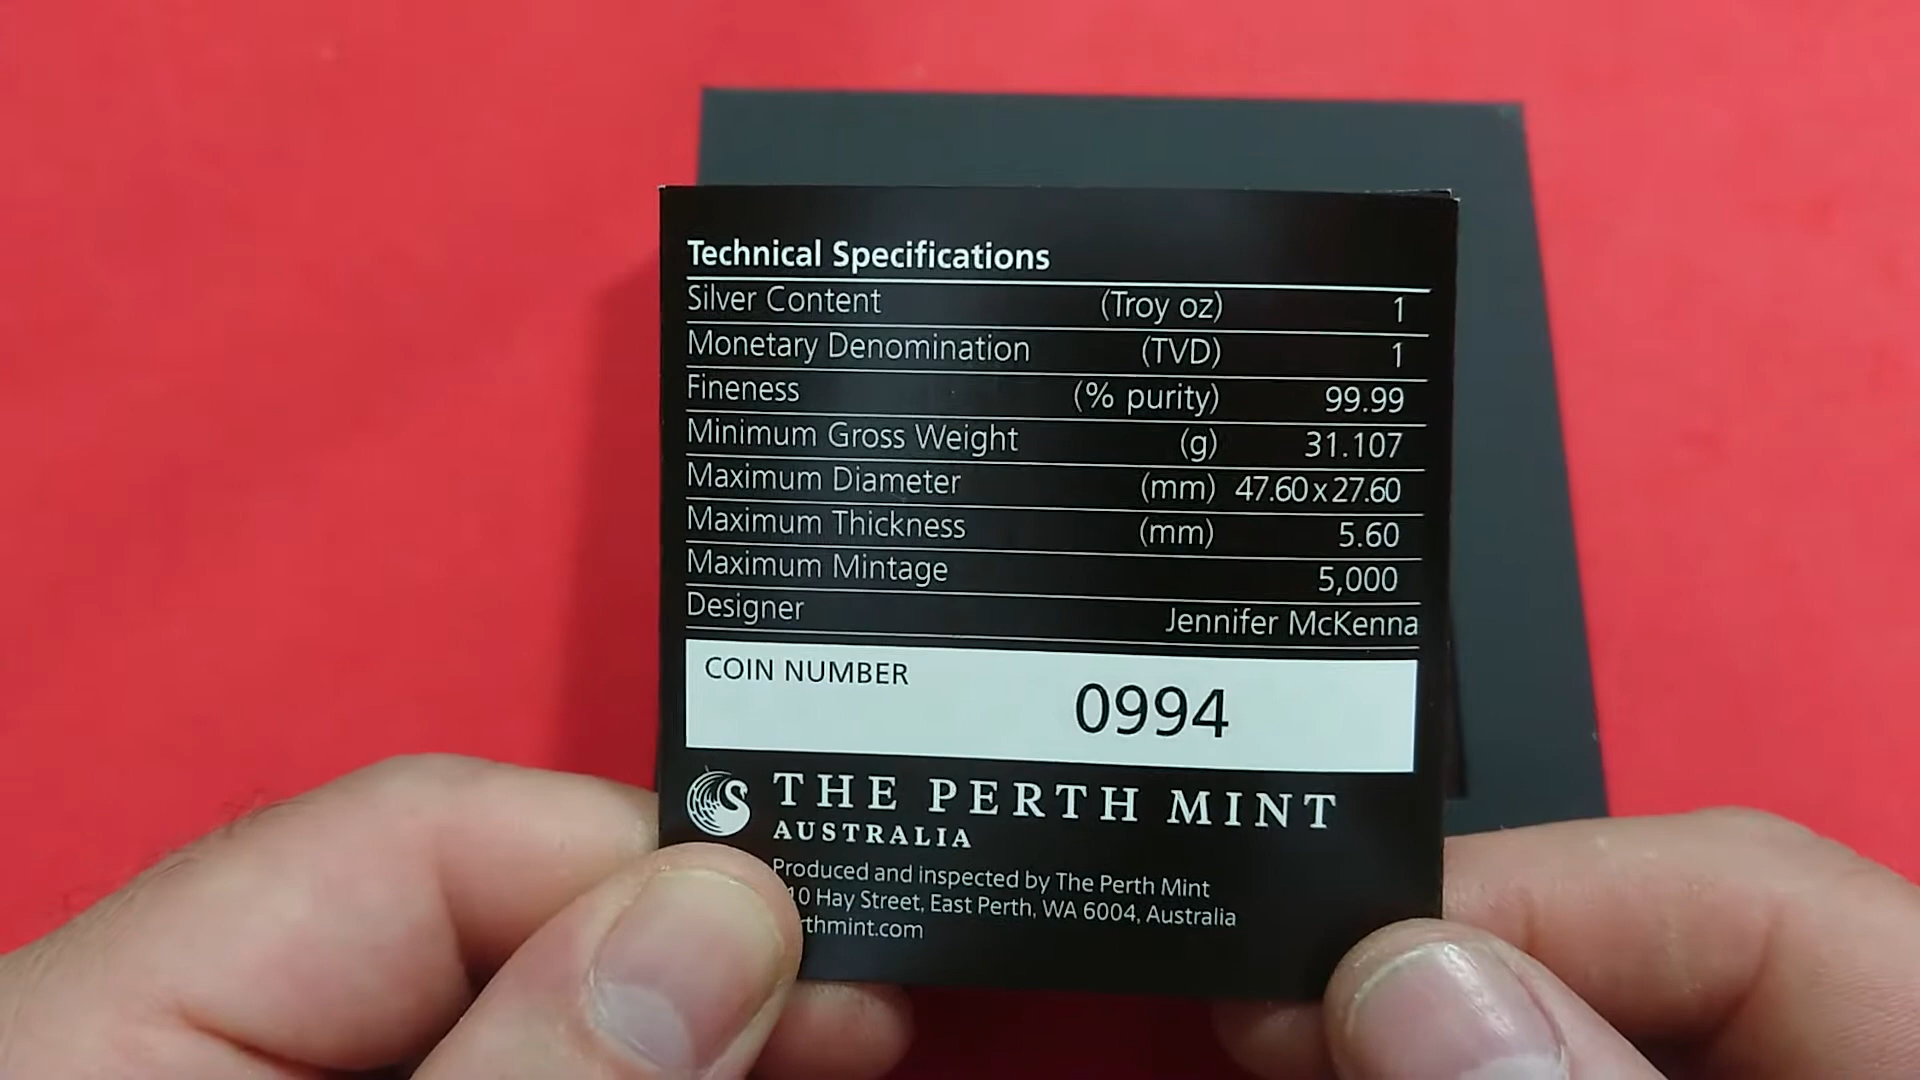 Technical Specifications
Silver Content (Troy oz) 1
Monetary Denomination (TVD) 1
Fineness (% purity) 99.99
Minimum Gross Weight (g) 31.107
Maximum Diameter (mm) 47.60 x 27.60
Maximum Thickness (mm) 5.60
Maximum Mintage 5,000
Designer Jennifer McKenna
COIN NUMBER 0994
THE PERTH MINT
AUSTRALIA
Produced and inspected by The Perth Mint
Hay Street, East Perth, WA 6004, Australia